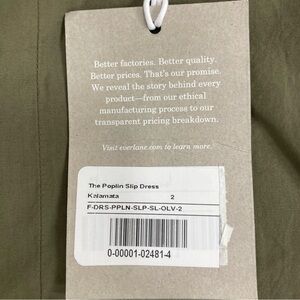 Better factories. Better quality.
Better prices. That's our promise.
We reveal the story behind every
product—from our ethical
manufacturing process to our
transparent pricing breakdown.
Visit everlane.com to learn more.
The Poplin Slip Dress
Kalamata 2
F-DRS-PPLN-SLP-SL-OLV-2
0-00001-02481-4